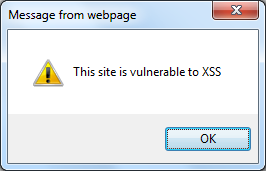 Message from webpage
This site is vulnerable to XSS
OK